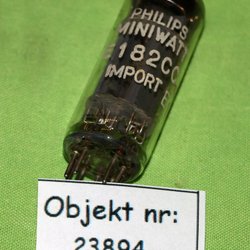 PHILIPS
MINIWATT
E182CC
IMPORT
Objekt nr:
23894